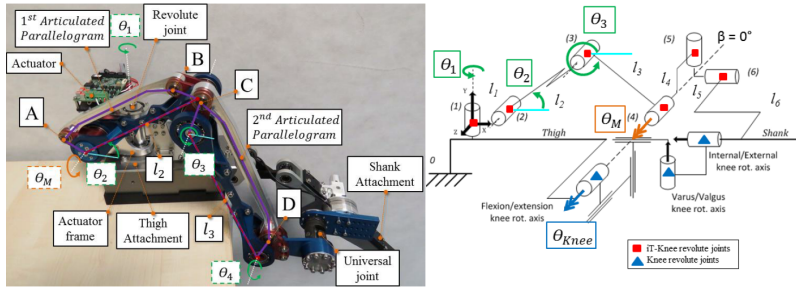 1st Articulated
Parallelogram
θ1
Revolute
joint
Actuator
B
C
A
2nd Articulated
Parallelogram
θM
θ2
l2
θ3
Shank
Attachment
Actuator
frame
Thigh
Attachment
l3
D
θ4
Universal
joint
θ3
(3)
(5)
β = 0°
θ1
θ2
l1
l2
l3
l4
l5
(6)
l6
Y
(1)
Z
X
(2)
θM
(4)
Thigh
Shank
0
Internal/External
knee rot. axis
Varus/Valgus
knee rot. axis
Flexion/extension
knee rot. axis
θKnee
iT-Knee revolute joints
Knee revolute joints